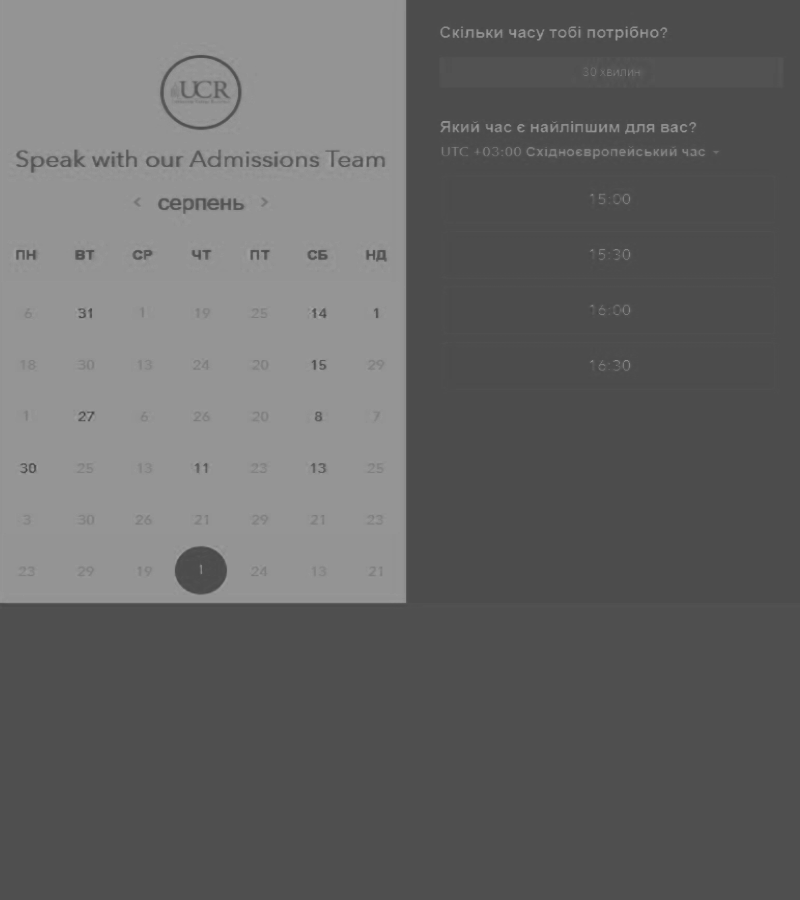 UCR
Speak with our Admissions Team
< серпень >
ПН ВТ СР ЧТ ПТ СБ НД
6 31 1 19 25 14 1
18 30 13 24 20 15 29
1 27 6 26 20 8 7
30 25 13 11 23 13 25
3 30 26 21 29 21 23
23 29 19 1 24 13 21
Скільки часу тобі потрібно?
30 хвилин
Який час є найліпшим для вас?
UTC +03:00 Східноєвропейський час
15:00
15:30
16:00
16:30